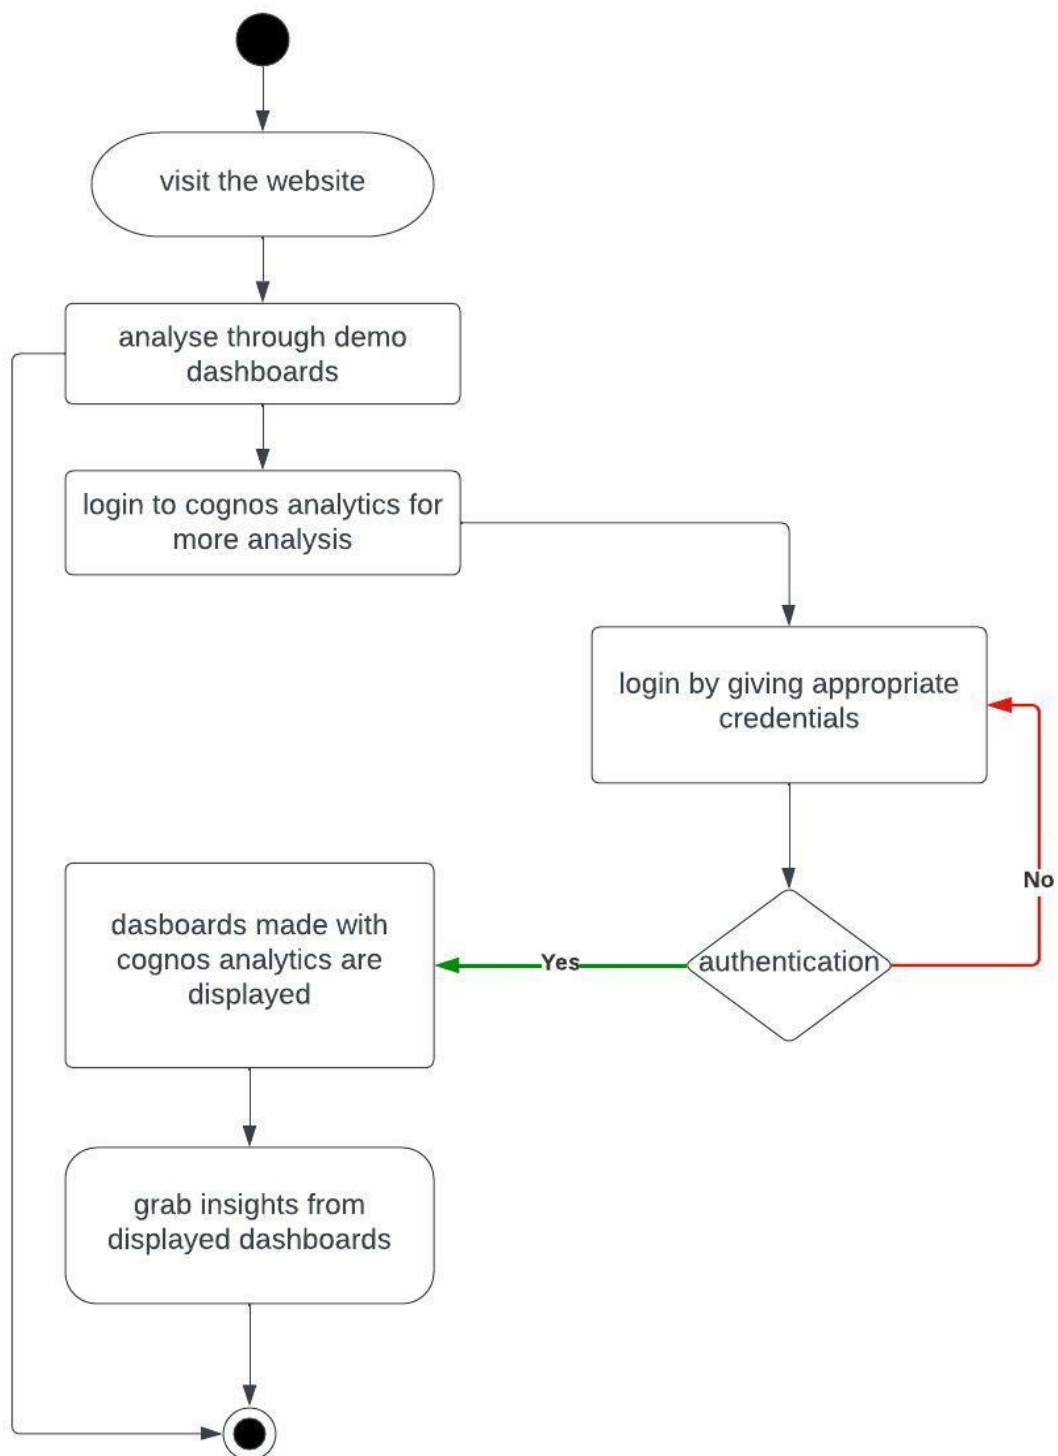 visit the website
analyse through demo
dashboards
login to cognos analytics for
more analysis
login by giving appropriate
credentials
No
authentication
Yes
dasboards made with
cognos analytics are
displayed
grab insights from
displayed dashboards